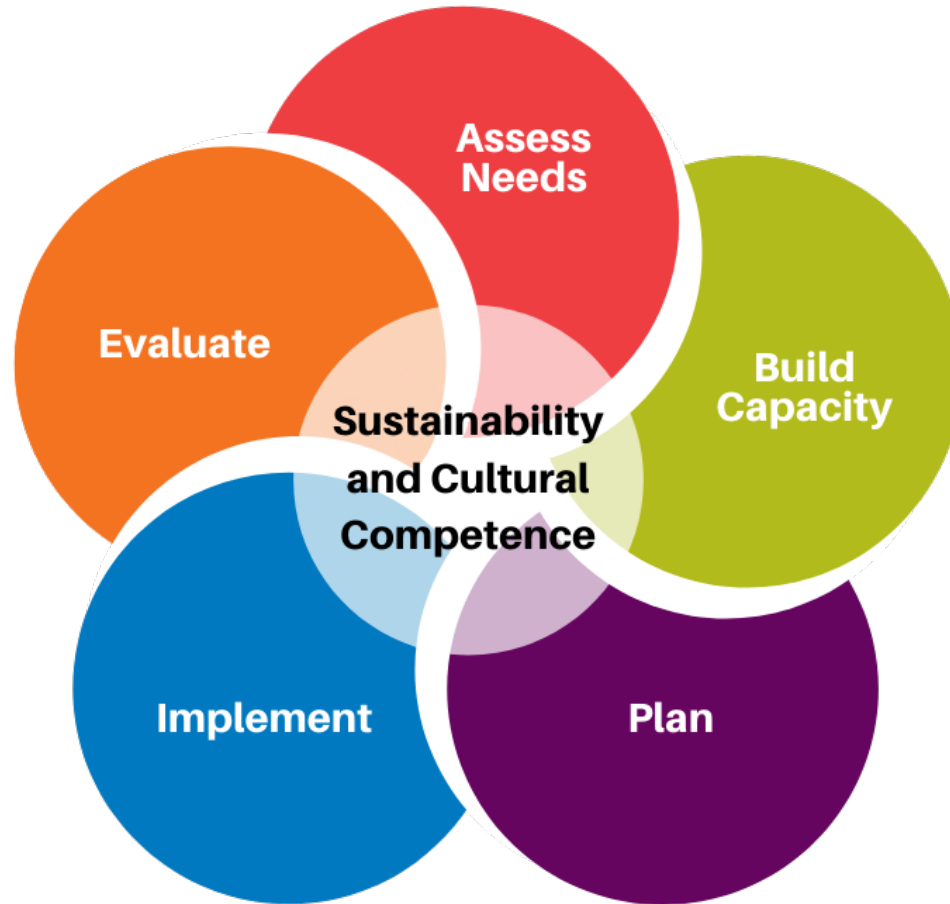 Assess
Needs
Build
Capacity
Plan
Implement
Evaluate
Sustainability
and Cultural
Competence